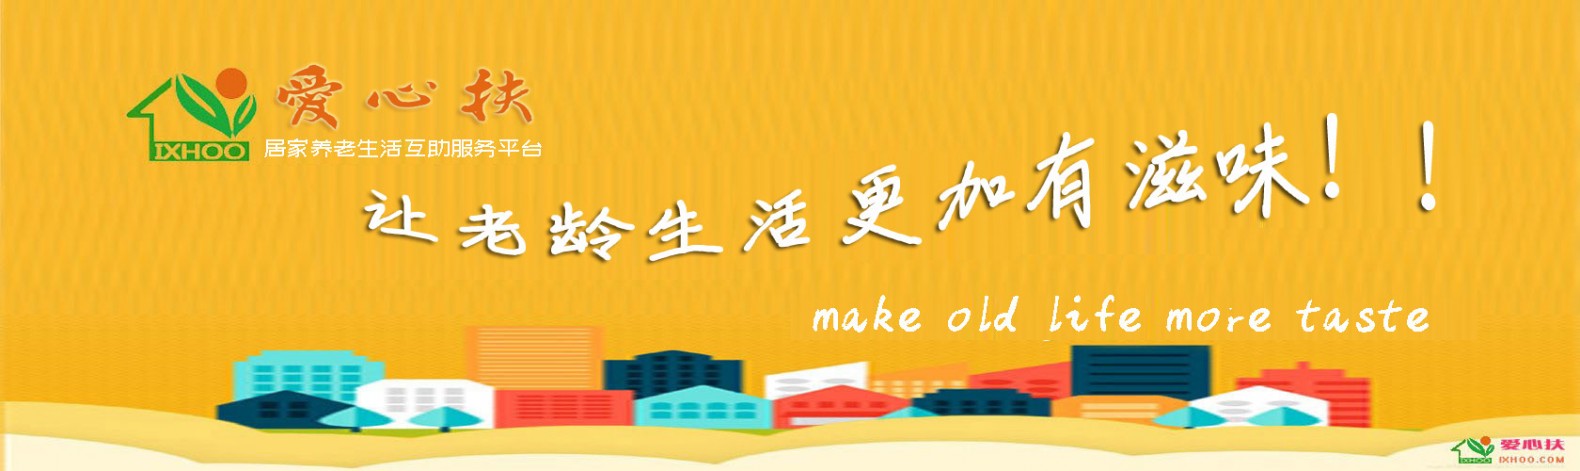 爱心扶
IXHOO
居家养老生活互助服务平台
让老龄生活更加有滋味！！
make old life more taste
爱心扶
IXHOO
IXHOO.COM